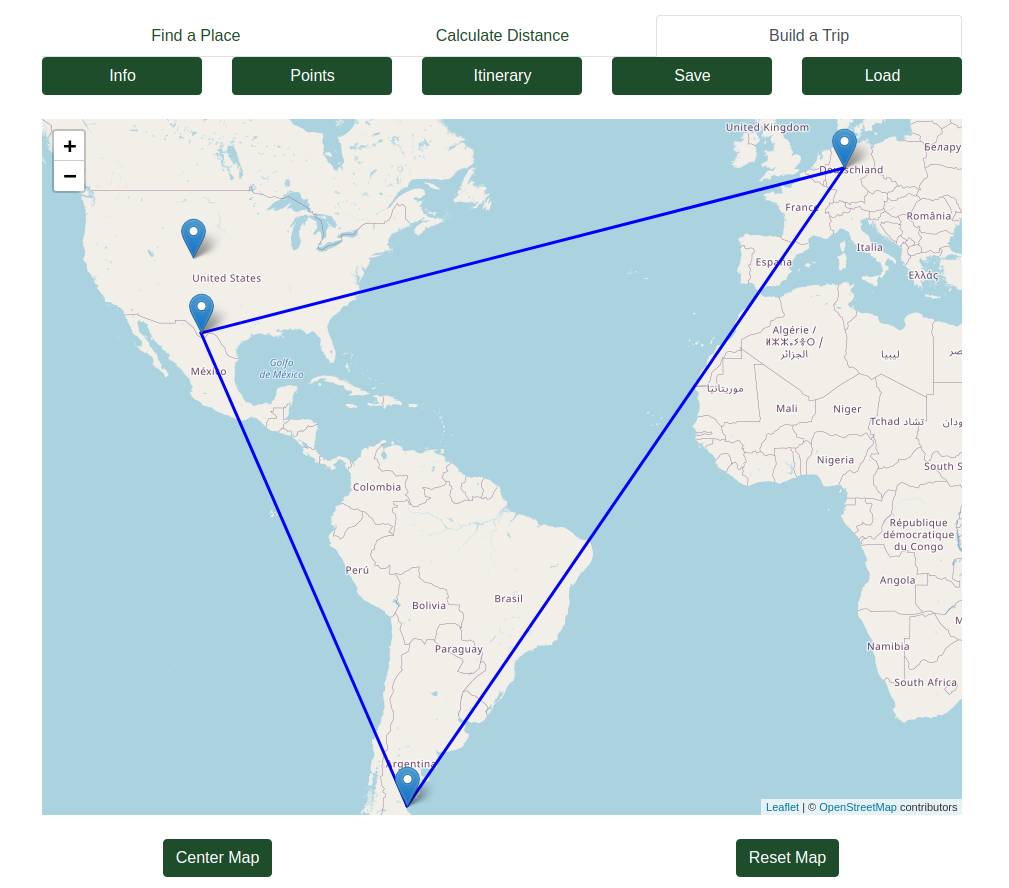 Find a Place
Calculate Distance
Build a Trip
Info
Points
Itinerary
Save
Load
+
−
United Kingdom
Беларусь
Deutschland
France
România
Italia
España
Ελλάς
United States
Golfo
de México
México
Algérie /
ⵍⵣⵣⴰⵢⴻⵔ /
الجزائر
ليبيا
موريتانيا
Mali
Niger
Tchad تشاد
Nigeria
South S
Colombia
République
démocratique
du Congo
Perú
Angola
Bolivia
Brasil
Paraguay
Namibia
South Africa
Argentina
Leaflet | © OpenStreetMap contributors
Center Map
Reset Map